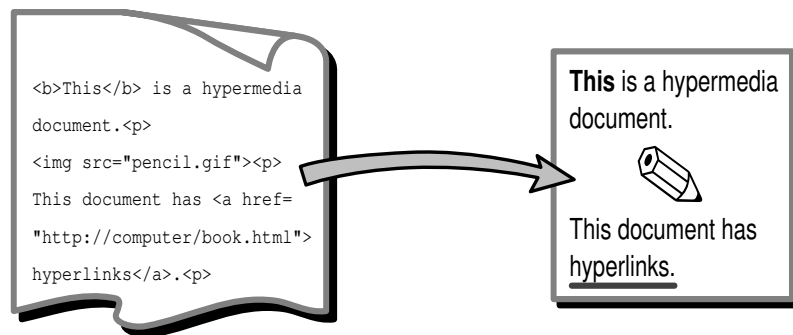 <b>This</b> is a hypermedia
document.<p>
<img src="pencil.gif"><p>
This document has <a href=
"http://computer/book.html">
hyperlinks</a>.<p>
This is a hypermedia
document.
This document has
hyperlinks.